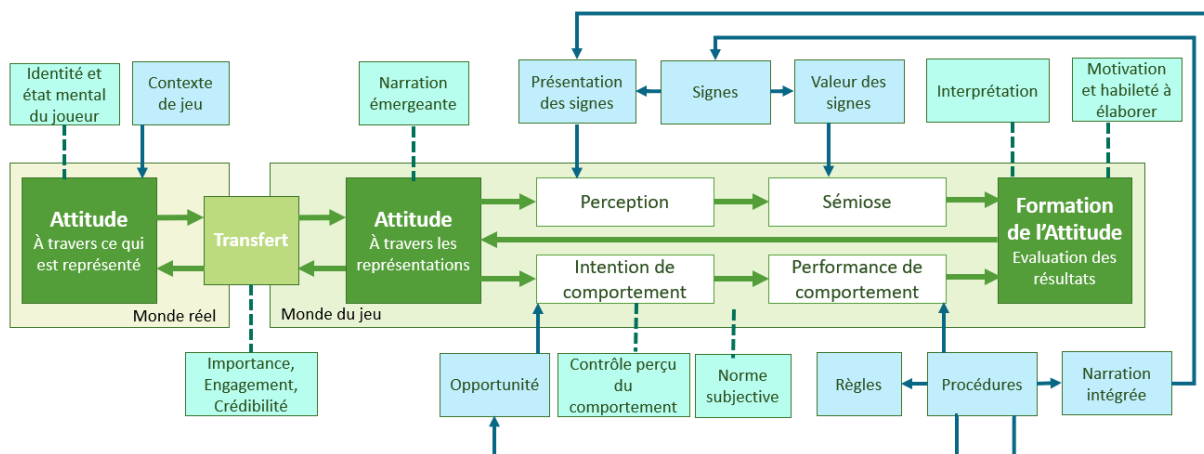 Identité et
état mental
du joueur
Contexte
de jeu
Narration
émergeante
Présentation
des signes
Signes
Valeur des
signes
Interprétation
Motivation
et habileté à
élaborer
Attitude
À travers ce qui
est représenté
Transfert
Attitude
À travers les
représentations
Perception
Sémiose
Formation
de l'Attitude
Evaluation des
résultats
Intention de
comportement
Performance de
comportement
Monde réel
Monde du jeu
Importance,
Engagement,
Crédibilité
Opportunité
Contrôle perçu
du
comportement
Norme
subjective
Règles
Procédures
Narration
intégrée